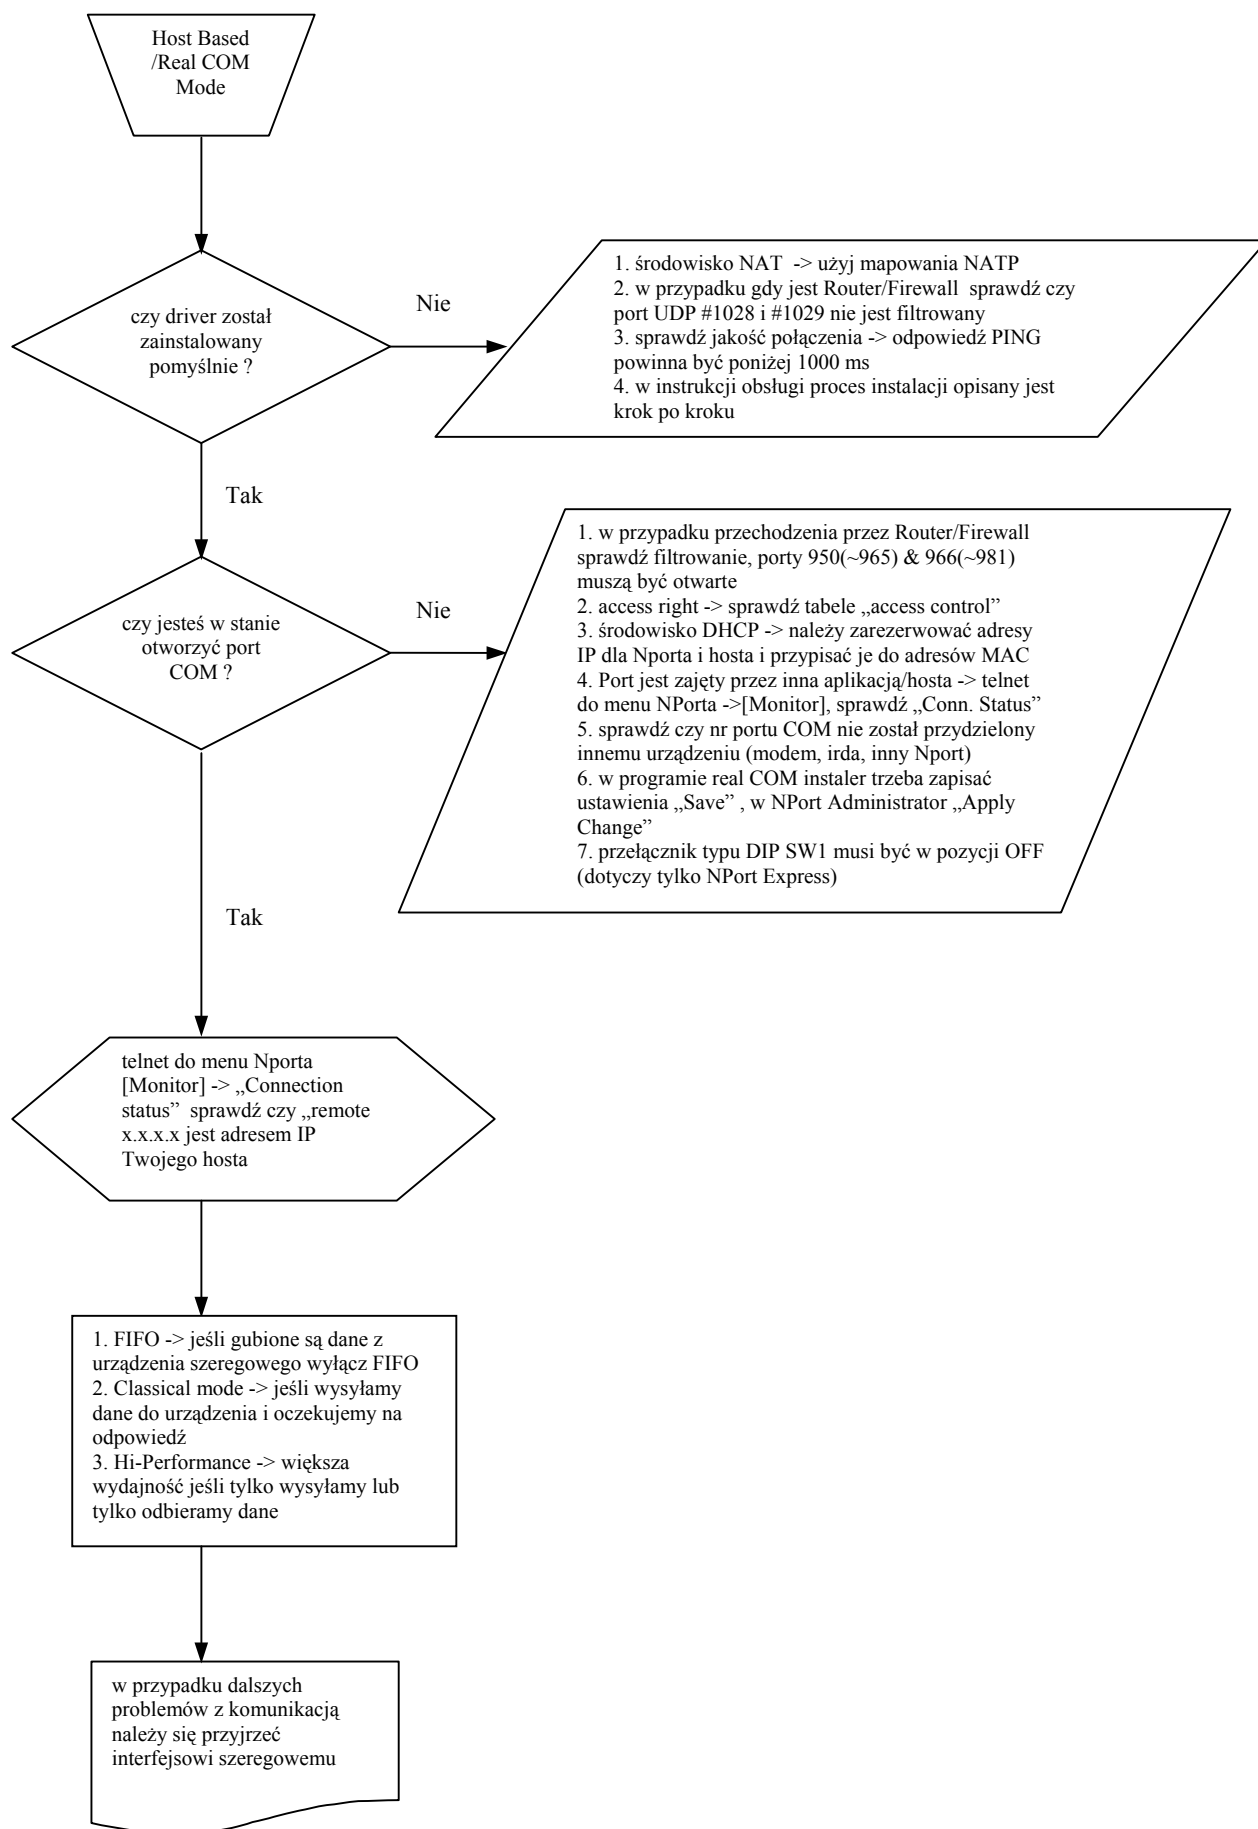 Host Based
/Real COM
Mode
czy driver został
zainstalowany
pomyślnie ?
Nie
1. środowisko NAT -> użyj mapowania NATP
2. w przypadku gdy jest Router/Firewall sprawdź czy
port UDP #1028 i #1029 nie jest filtrowany
3. sprawdź jakość połączenia -> odpowiedź PING
powinna być poniżej 1000 ms
4. w instrukcji obsługi proces instalacji opisany jest
krok po kroku
Tak
czy jesteś w stanie
otworzyć port
COM ?
Nie
1. w przypadku przechodzenia przez Router/Firewall
sprawdź filtrowanie, porty 950(~965) & 966(~981)
muszą być otwarte
2. access right -> sprawdź tabele „access control”
3. środowisko DHCP -> należy zarezerwować adresy
IP dla Nporta i hosta i przypisać je do adresów MAC
4. Port jest zajęty przez inna aplikacją/hosta -> telnet
do menu NPorta ->[Monitor], sprawdź „Conn. Status”
5. sprawdź czy nr portu COM nie został przydzielony
innemu urządzeniu (modem, irda, inny Nport)
6. w programie real COM instaler trzeba zapisać
ustawienia „Save” , w NPort Administrator „Apply
Change”
7. przełącznik typu DIP SW1 musi być w pozycji OFF
(dotyczy tylko NPort Express)
Tak
telnet do menu Nporta
[Monitor] -> „Connection
status” sprawdź czy „remote
x.x.x.x jest adresem IP
Twojego hosta
1. FIFO -> jeśli gubione są dane z
urządzenia szeregowego wyłącz FIFO
2. Classical mode -> jeśli wysyłamy
dane do urządzenia i oczekujemy na
odpowiedź
3. Hi-Performance -> większa
wydajność jeśli tylko wysyłamy lub
tylko odbieramy dane
w przypadku dalszych
problemów z komunikacją
należy się przyjrzeć
interfejsowi szeregowemu